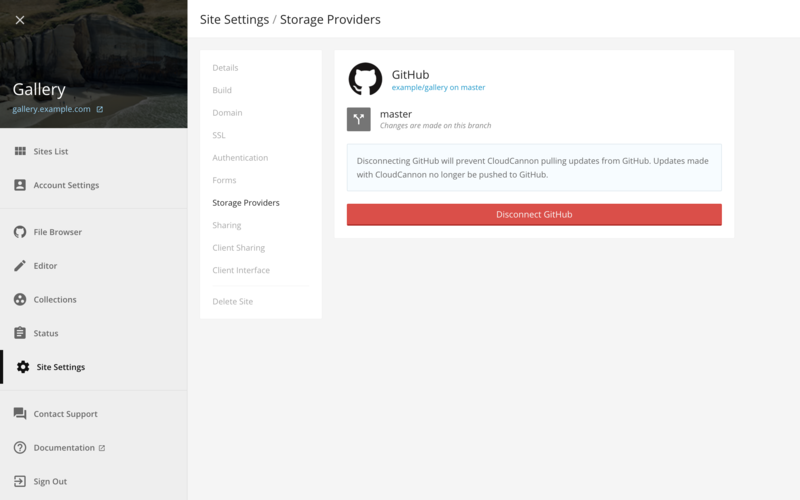 Gallery
gallery.example.com
Sites List
Account Settings
File Browser
Editor
Collections
Status
Site Settings
Contact Support
Documentation
Sign Out
Site Settings / Storage Providers
Details
Build
Domain
SSL
Authentication
Forms
Storage Providers
Sharing
Client Sharing
Client Interface
Delete Site
GitHub
example/gallery on master
master
Changes are made on this branch
Disconnecting GitHub will prevent CloudCannon pulling updates from GitHub. Updates made
with CloudCannon no longer be pushed to GitHub.
Disconnect GitHub